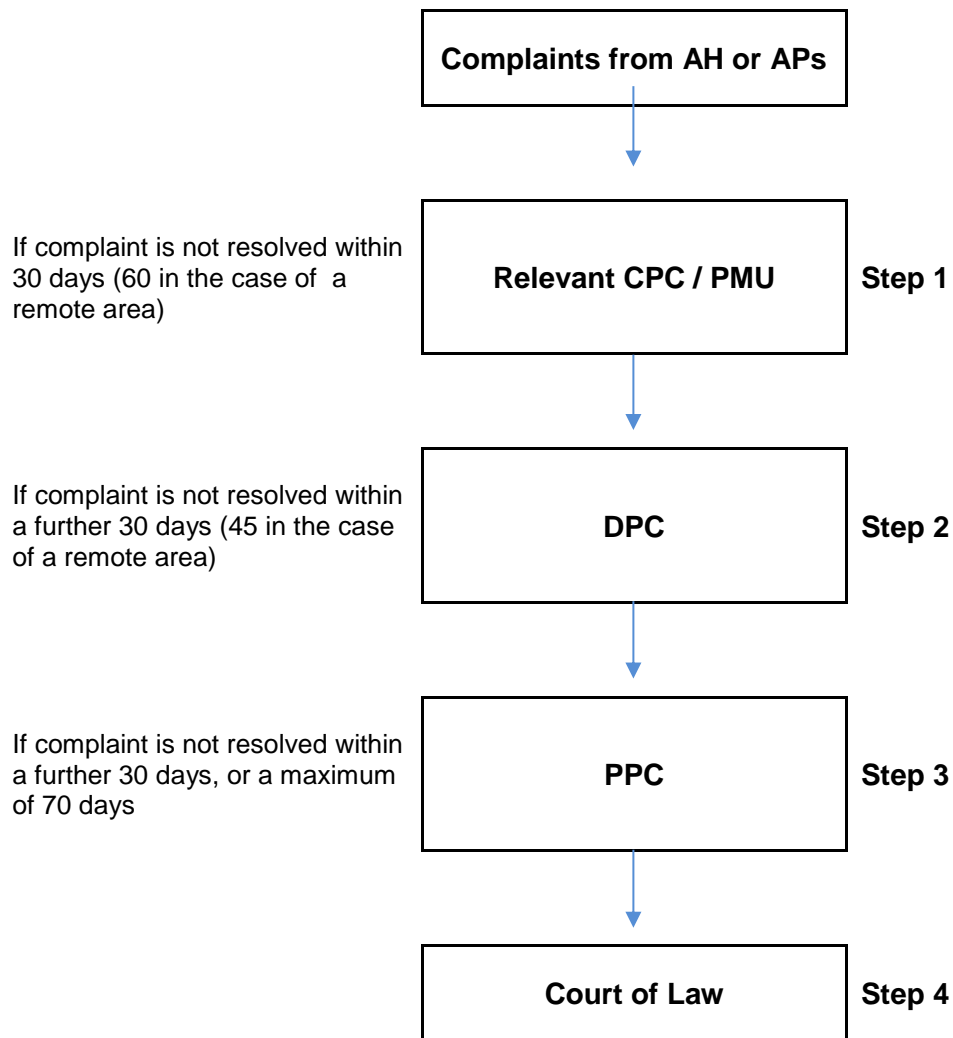 Complaints from AH or APs
If complaint is not resolved within
30 days (60 in the case of a
remote area)
Relevant CPC / PMU
Step 1
If complaint is not resolved within
a further 30 days (45 in the case
of a remote area)
DPC
Step 2
If complaint is not resolved within
a further 30 days, or a maximum
of 70 days
PPC
Step 3
Court of Law
Step 4